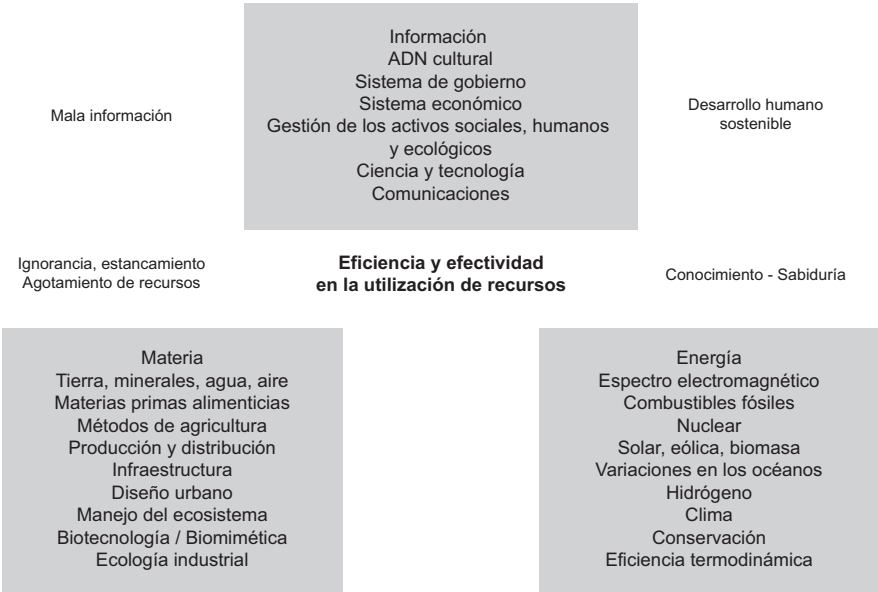 Información
ADN cultural
Sistema de gobierno
Sistema económico
Gestión de los activos sociales, humanos
y ecológicos
Ciencia y tecnología
Comunicaciones
Mala información
Desarrollo humano
sostenible
Ignorancia, estancamiento
Agotamiento de recursos
Eficiencia y efectividad
en la utilización de recursos
Conocimiento - Sabiduría
Materia
Tierra, minerales, agua, aire
Materias primas alimenticias
Métodos de agricultura
Producción y distribución
Infraestructura
Diseño urbano
Manejo del ecosistema
Biotecnología / Biomimética
Ecología industrial
Energía
Espectro electromagnético
Combustibles fósiles
Nuclear
Solar, eólica, biomasa
Variaciones en los océanos
Hidrógeno
Clima
Conservación
Eficiencia termodinámica